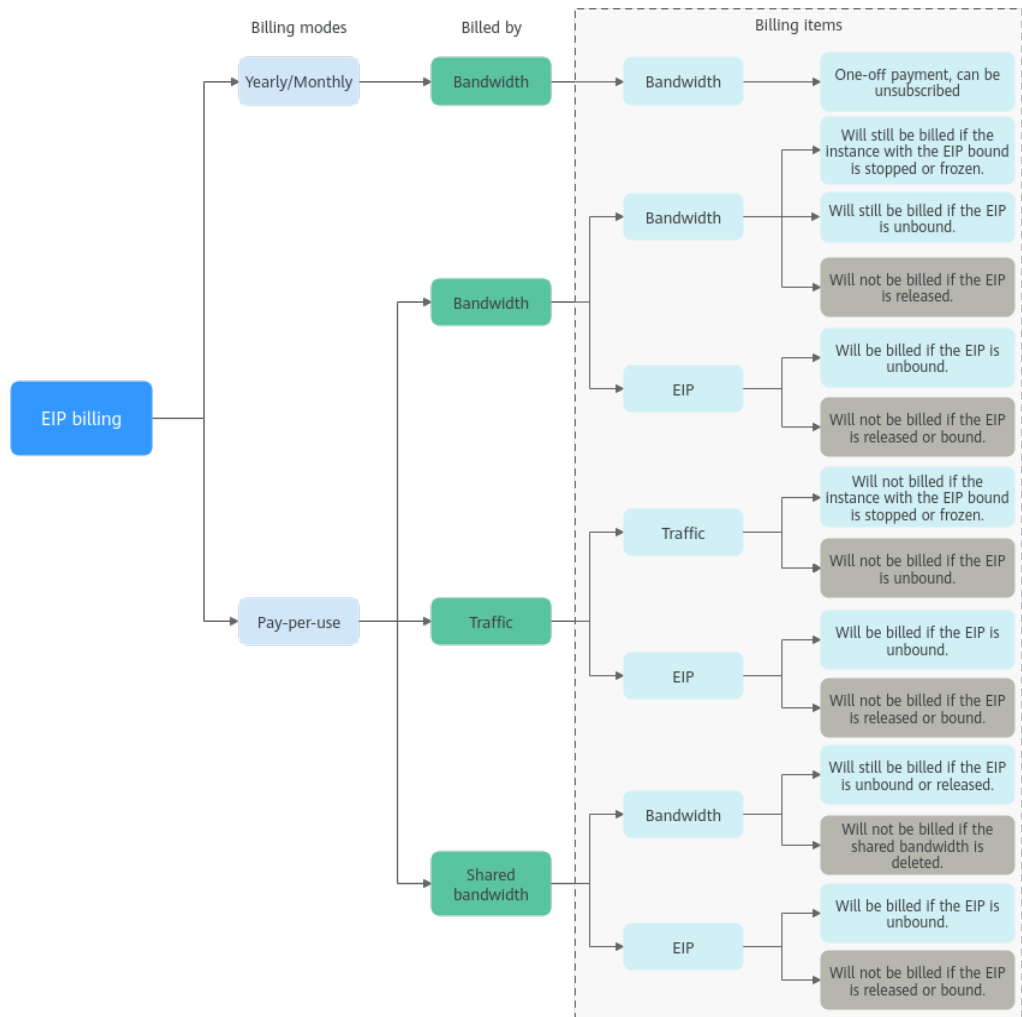 Billing modes
Billed by
Billing items
Yearly/Monthly
Bandwidth
Bandwidth
One-off payment, can be
unsubscribed
Will still be billed if the
instance with the EIP bound
is stopped or frozen.
Bandwidth
Will still be billed if the EIP
is unbound.
Will not be billed if the EIP
is released.
Bandwidth
Will be billed if the EIP is
unbound.
EIP
Will not be billed if the EIP
is released or bound.
EIP billing
Will not billed if the
instance with the EIP bound
is stopped or frozen.
Traffic
Will not be billed if the EIP
is unbound.
Pay-per-use
Traffic
Will be billed if the EIP is
unbound.
EIP
Will not be billed if the EIP
is released or bound.
Will still be billed if the EIP
is unbound or released.
Bandwidth
Will not be billed if the
shared bandwidth is
deleted.
Shared
bandwidth
Will be billed if the EIP is
unbound.
EIP
Will not be billed if the EIP
is released or bound.